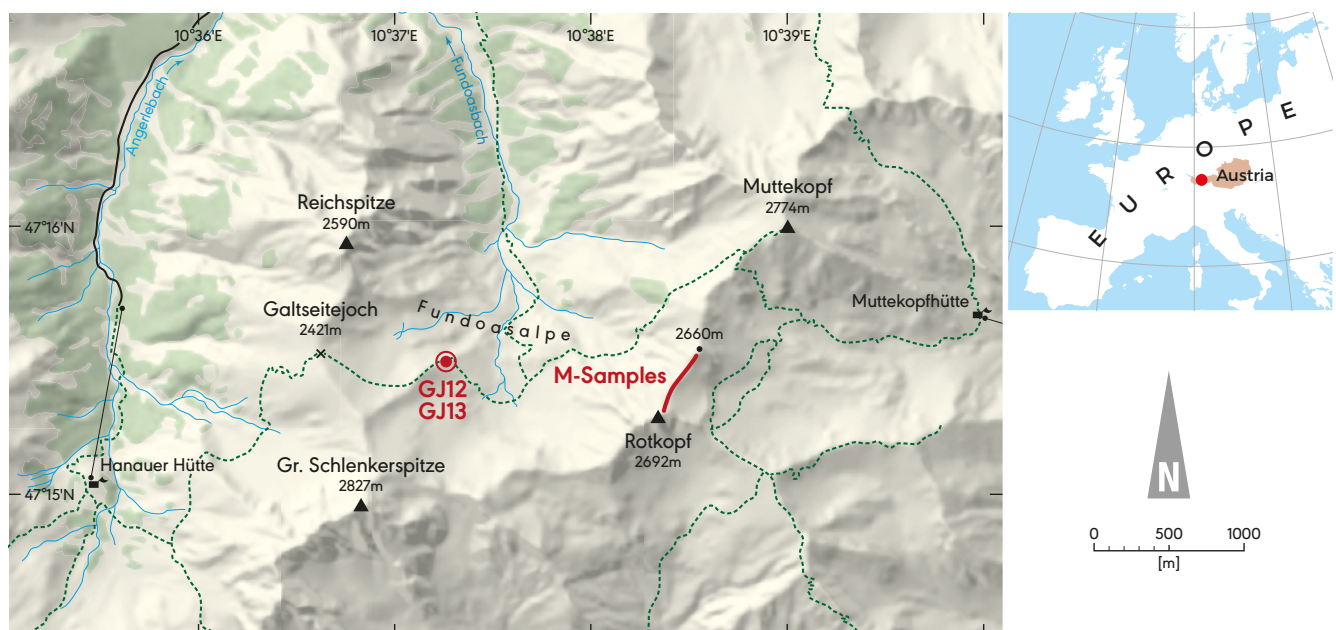 10°36'E
10°37'E
10°38'E
10°39'E
Angerlebach
Fundoasbach
Reichspitze
2590m
Muttekopf
2774m
47°16'N
Galtseitejoch
2421m
Fundoasalpe
Muttekopfhütte
2660m
M-Samples
GJ12
GJ13
Rotkopf
2692m
Hanauer Hütte
Gr. Schlenkerspitze
2827m
47°15'N
EUROPE
Austria
N
0 500 1000
[m]